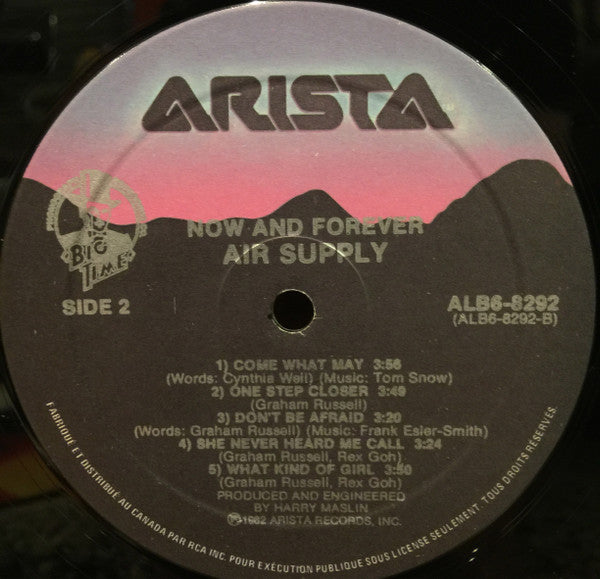 ARISTA
NOW AND FOREVER
AIR SUPPLY
BIG
TIME
SIDE 2
ALB6-8292
(ALB6-8292-B)
1) COME WHAT MAY 3:56
(Words: Cynthia Weil) (Music: Tom Snow)
2) ONE STEP CLOSER 3:49
(Graham Russell)
3) DON'T BE AFRAID 3:20
(Words: Graham Russell) (Music: Frank Esler-Smith)
4) SHE NEVER HEARD ME CALL 3:24
(Graham Russell, Rex Goh)
5) WHAT KIND OF GIRL 3:50
(Graham Russell, Rex Goh)
PRODUCED AND ENGINEERED
BY HARRY MASLIN
℗1982 ARISTA RECORDS, INC.
FABRIQUÉ ET DISTRIBUÉ AU CANADA PAR RCA INC. POUR EXÉCUTION PUBLIQUE SOUS LICENSE SEULEMENT. TOUS DROITS RÉSERVÉS.